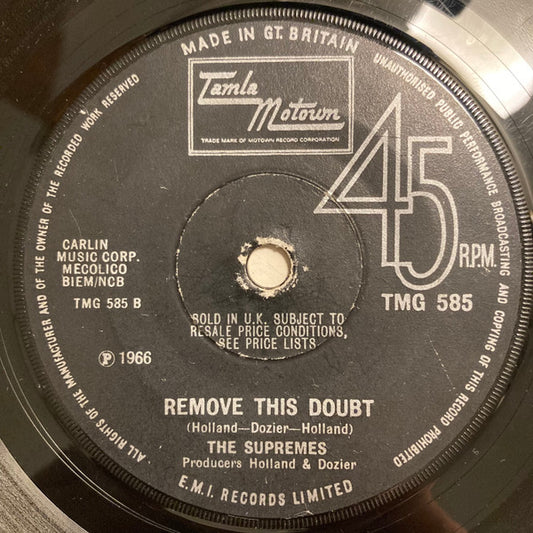 MADE IN GT. BRITAIN
Tamla
Motown
TRADE MARK OF MOTOWN RECORD CORPORATION
45
R.P.M.
TMG 585
CARLIN
MUSIC CORP.
MECOLICO
BIEM/NCB
TMG 585 B
SOLD IN U.K. SUBJECT TO
RESALE PRICE CONDITIONS,
SEE PRICE LISTS
Ⓟ 1966
REMOVE THIS DOUBT
(Holland—Dozier—Holland)
THE SUPREMES
Producers Holland & Dozier
E.M.I. RECORDS LIMITED
ALL RIGHTS OF THE MANUFACTURER AND OF THE OWNER OF THE RECORDED WORK RESERVED
UNAUTHORISED PUBLIC PERFORMANCE BROADCASTING AND COPYING OF THIS RECORD PROHIBITED